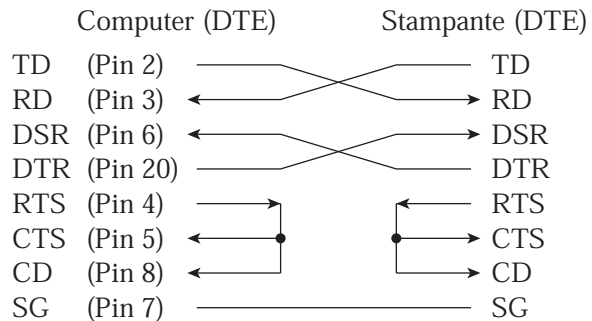 Computer (DTE) Stampante (DTE)
TD (Pin 2) TD
RD (Pin 3) RD
DSR (Pin 6) DSR
DTR (Pin 20) DTR
RTS (Pin 4) RTS
CTS (Pin 5) CTS
CD (Pin 8) CD
SG (Pin 7) SG